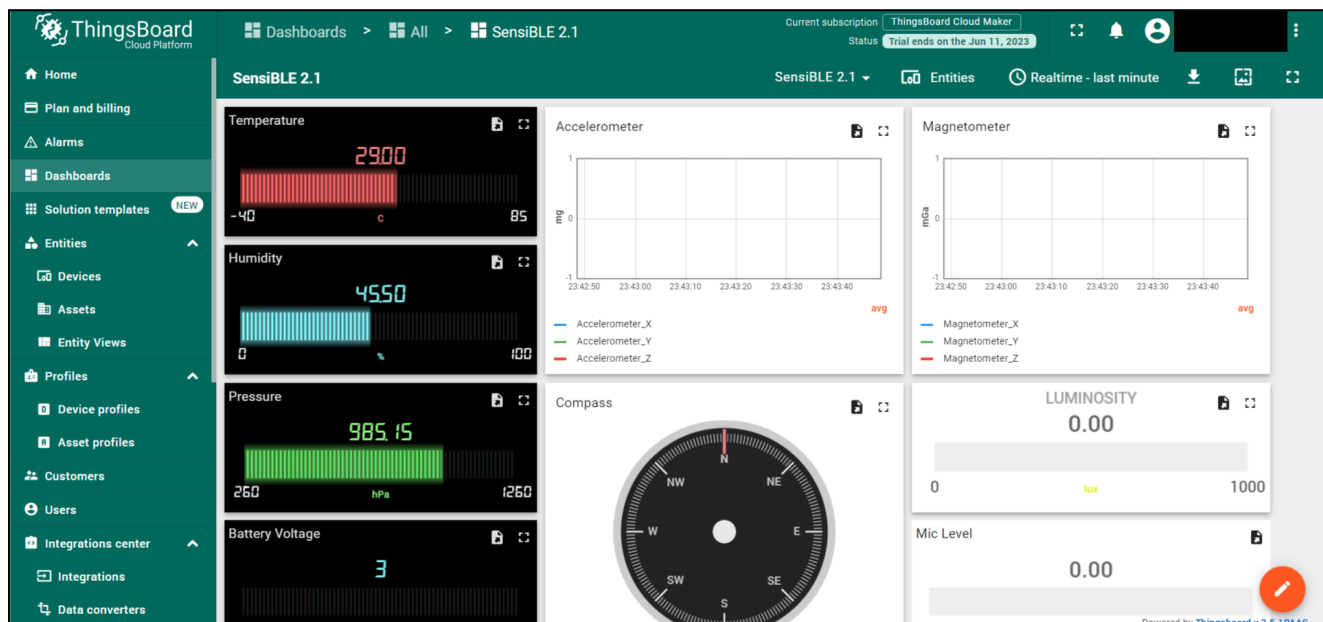 ThingsBoard
Cloud Platform
Dashboards > All > SensiBLE 2.1
Current subscription ThingsBoard Cloud Maker
Status Trial ends on the Jun 11, 2023
Home
Plan and billing
Alarms
Dashboards
Solution templates NEW
Entities
Devices
Assets
Entity Views
Profiles
Device profiles
Asset profiles
Customers
Users
Integrations center
Integrations
Data converters
SensiBLE 2.1
SensiBLE 2.1
Entities
Realtime - last minute
Temperature
29.00
-40 C 85
Humidity
45.50
0 % 100
Pressure
985.15
260 hPa 1260
Battery Voltage
3
Accelerometer
1
mg 0
-1
23:42:50 23:43:00 23:43:10 23:43:20 23:43:30 23:43:40
avg
Accelerometer_X
Accelerometer_Y
Accelerometer_Z
Magnetometer
1
mGa 0
-1
23:42:50 23:43:00 23:43:10 23:43:20 23:43:30 23:43:40
avg
Magnetometer_X
Magnetometer_Y
Magnetometer_Z
Compass
N
NW NE
W E
SW SE
S
LUMINOSITY
0.00
0 lux 1000
Mic Level
0.00
Powered by Thingsboard v.3.5.1PAAS